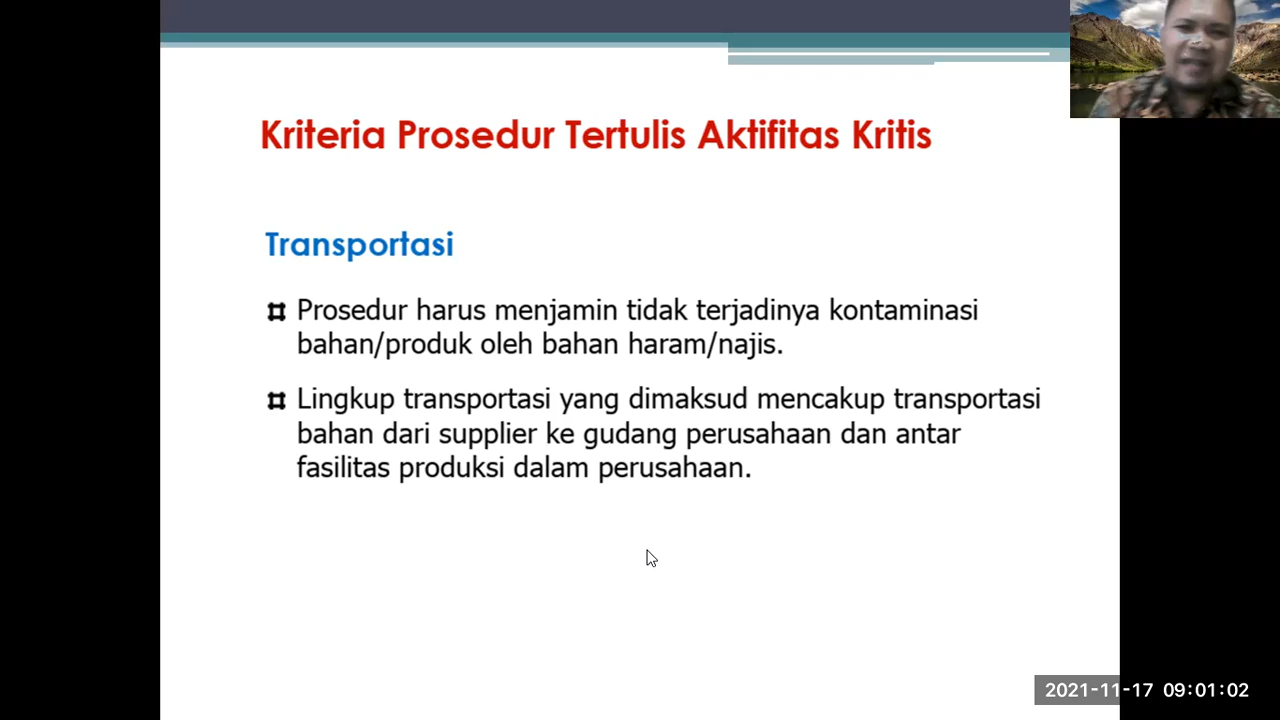 Kriteria Prosedur Tertulis Aktifitas Kritis
Transportasi
Prosedur harus menjamin tidak terjadinya kontaminasi
bahan/produk oleh bahan haram/najis.
Lingkup transportasi yang dimaksud mencakup transportasi
bahan dari supplier ke gudang perusahaan dan antar
fasilitas produksi dalam perusahaan.
2021-11-17 09:01:02